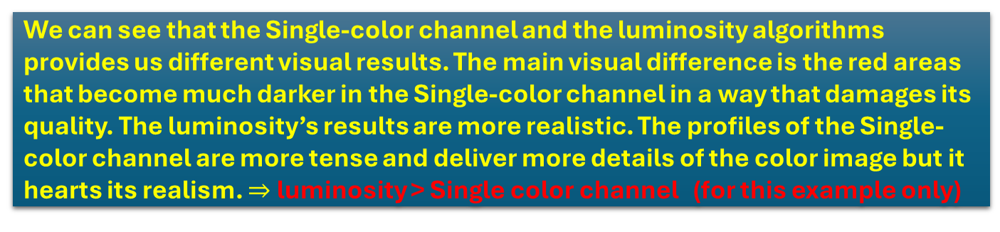 We can see that the Single-color channel and the luminosity algorithms
provides us different visual results. The main visual difference is the red areas
that become much darker in the Single-color channel in a way that damages its
quality. The luminosity’s results are more realistic. The profiles of the Single-
color channel are more tense and deliver more details of the color image but it
hearts its realism. ⇒ luminosity > Single color channel (for this example only)